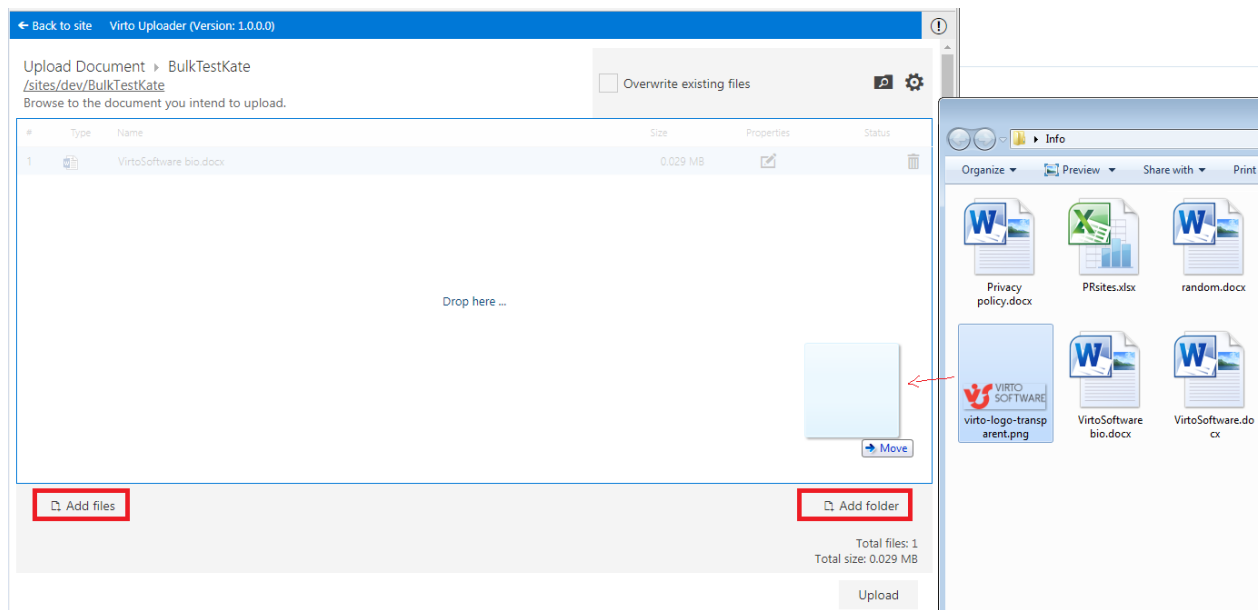 Back to site Virto Uploader (Version: 1.0.0.0)
Upload Document BulkTestKate
/sites/dev/BulkTestKate
Browse to the document you intend to upload.
Overwrite existing files
# Type Name Size Properties Status
1 VirtoSoftware bio.docx 0.029 MB
Drop here ...
Move
Add files Add folder
Total files: 1
Total size: 0.029 MB
Upload
Info
Organize Preview Share with Print
Privacy
policy.docx
PRsites.xlsx
random.docx
VIRTO
SOFTWARE
virto-logo-transp
arent.png
VirtoSoftware
bio.docx
VirtoSoftware.do
cx